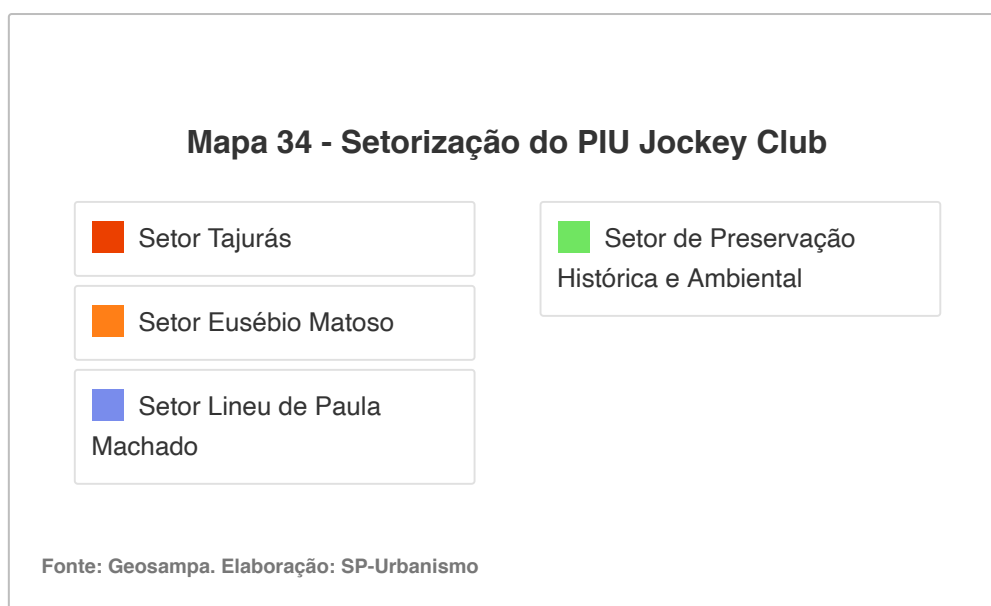 Mapa 34 - Setorização do PIU Jockey Club
Setor Tajurás
Setor Eusébio Matoso
Setor Lineu de Paula
Machado
Setor de Preservação
Histórica e Ambiental
Fonte: Geosampa. Elaboração: SP-Urbanismo